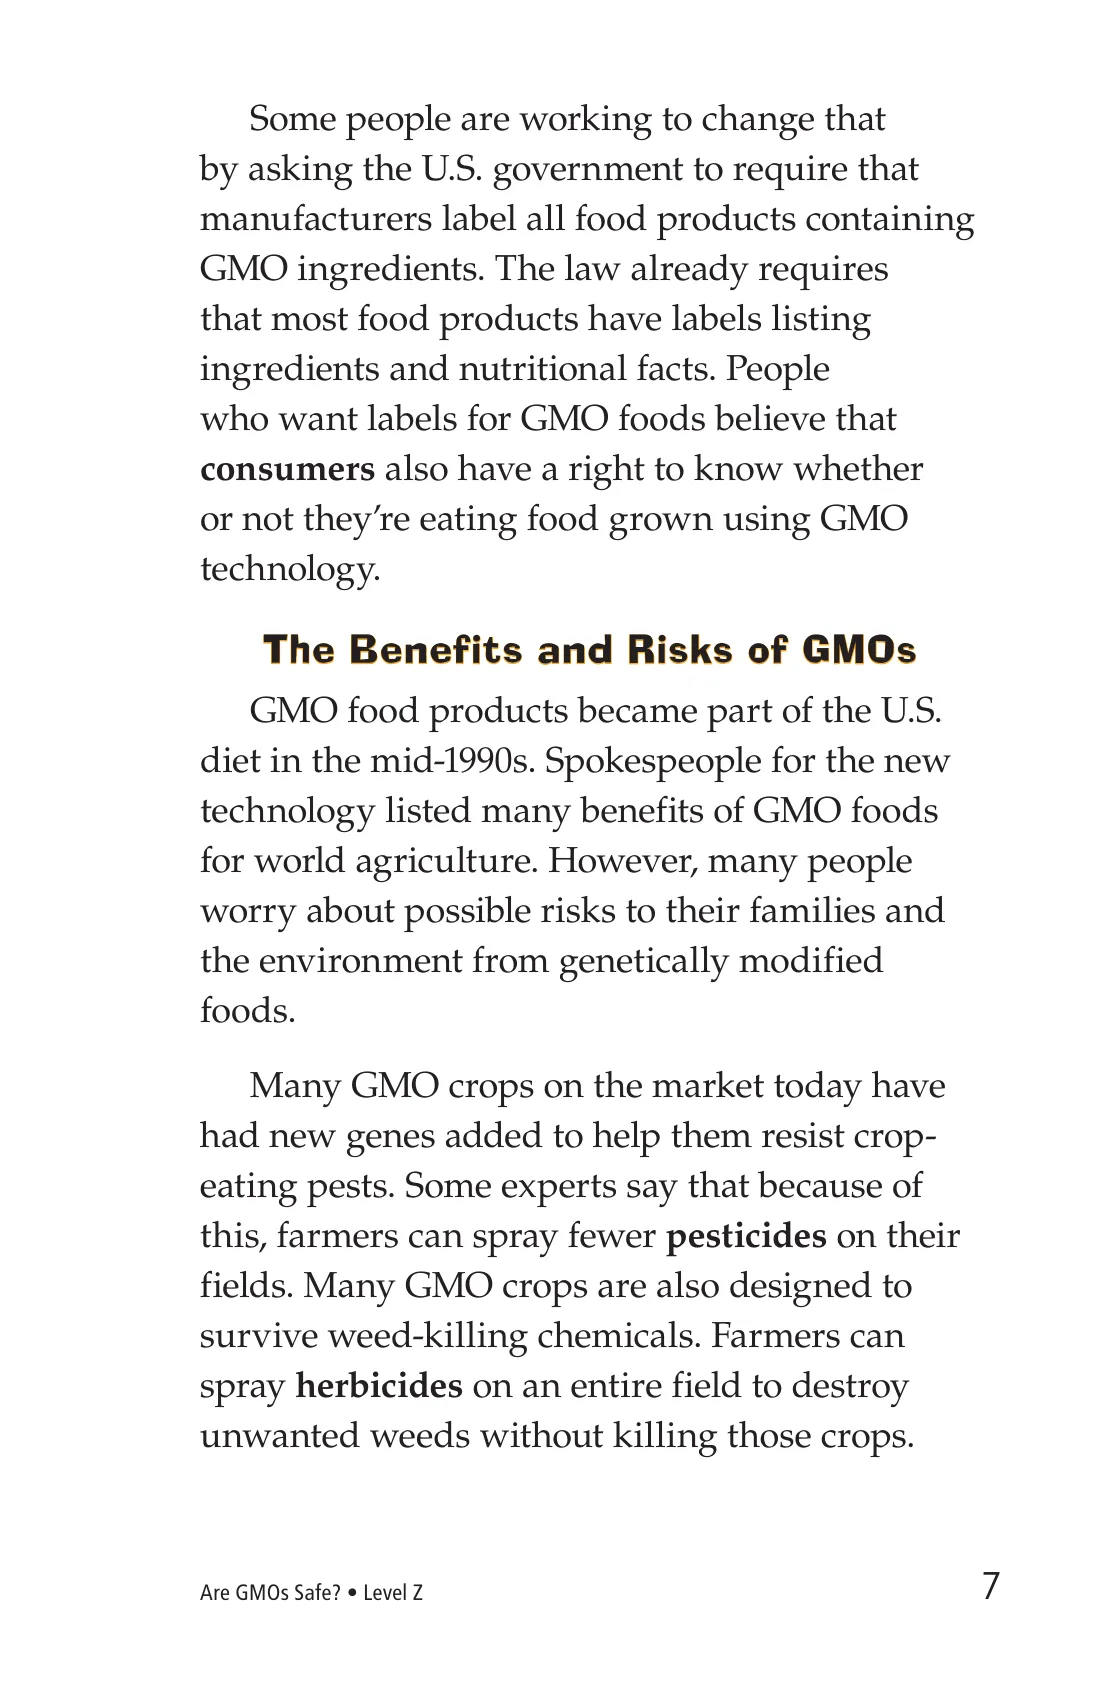 Some people are working to change that
by asking the U.S. government to require that
manufacturers label all food products containing
GMO ingredients. The law already requires
that most food products have labels listing
ingredients and nutritional facts. People
who want labels for GMO foods believe that
consumers also have a right to know whether
or not they’re eating food grown using GMO
technology.
The Benefits and Risks of GMOs
GMO food products became part of the U.S.
diet in the mid-1990s. Spokespeople for the new
technology listed many benefits of GMO foods
for world agriculture. However, many people
worry about possible risks to their families and
the environment from genetically modified
foods.
Many GMO crops on the market today have
had new genes added to help them resist crop-
eating pests. Some experts say that because of
this, farmers can spray fewer pesticides on their
fields. Many GMO crops are also designed to
survive weed-killing chemicals. Farmers can
spray herbicides on an entire field to destroy
unwanted weeds without killing those crops.
Are GMOs Safe? • Level Z
7